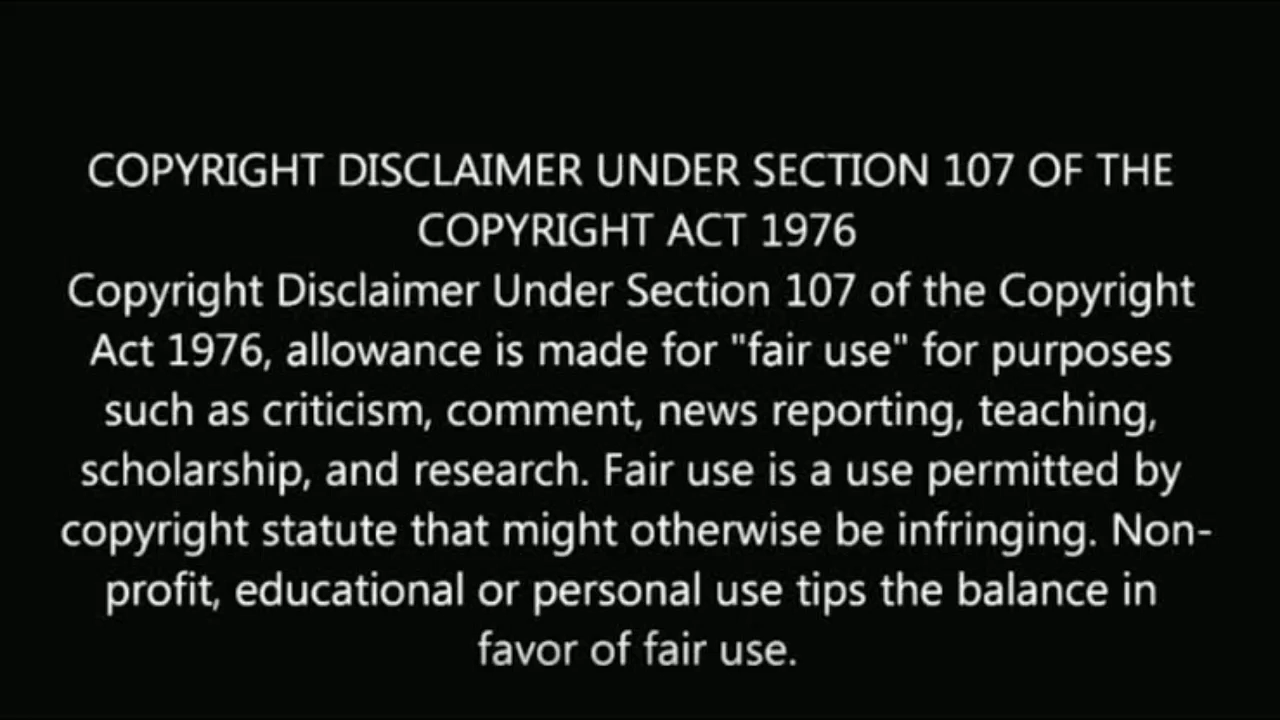 COPYRIGHT DISCLAIMER UNDER SECTION 107 OF THE
COPYRIGHT ACT 1976
Copyright Disclaimer Under Section 107 of the Copyright
Act 1976, allowance is made for "fair use" for purposes
such as criticism, comment, news reporting, teaching,
scholarship, and research. Fair use is a use permitted by
copyright statute that might otherwise be infringing. Non-
profit, educational or personal use tips the balance in
favor of fair use.